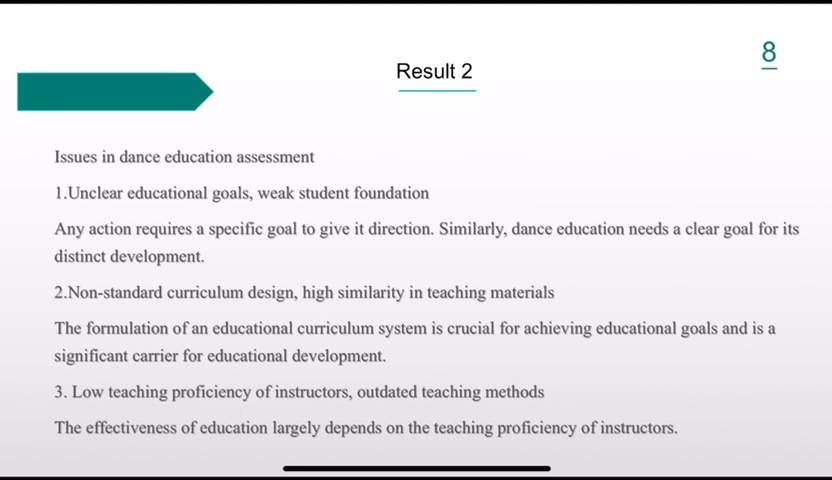 8
Result 2
Issues in dance education assessment
1.Unclear educational goals, weak student foundation
Any action requires a specific goal to give it direction. Similarly, dance education needs a clear goal for its
distinct development.
2.Non-standard curriculum design, high similarity in teaching materials
The formulation of an educational curriculum system is crucial for achieving educational goals and is a
significant carrier for educational development.
3. Low teaching proficiency of instructors, outdated teaching methods
The effectiveness of education largely depends on the teaching proficiency of instructors.